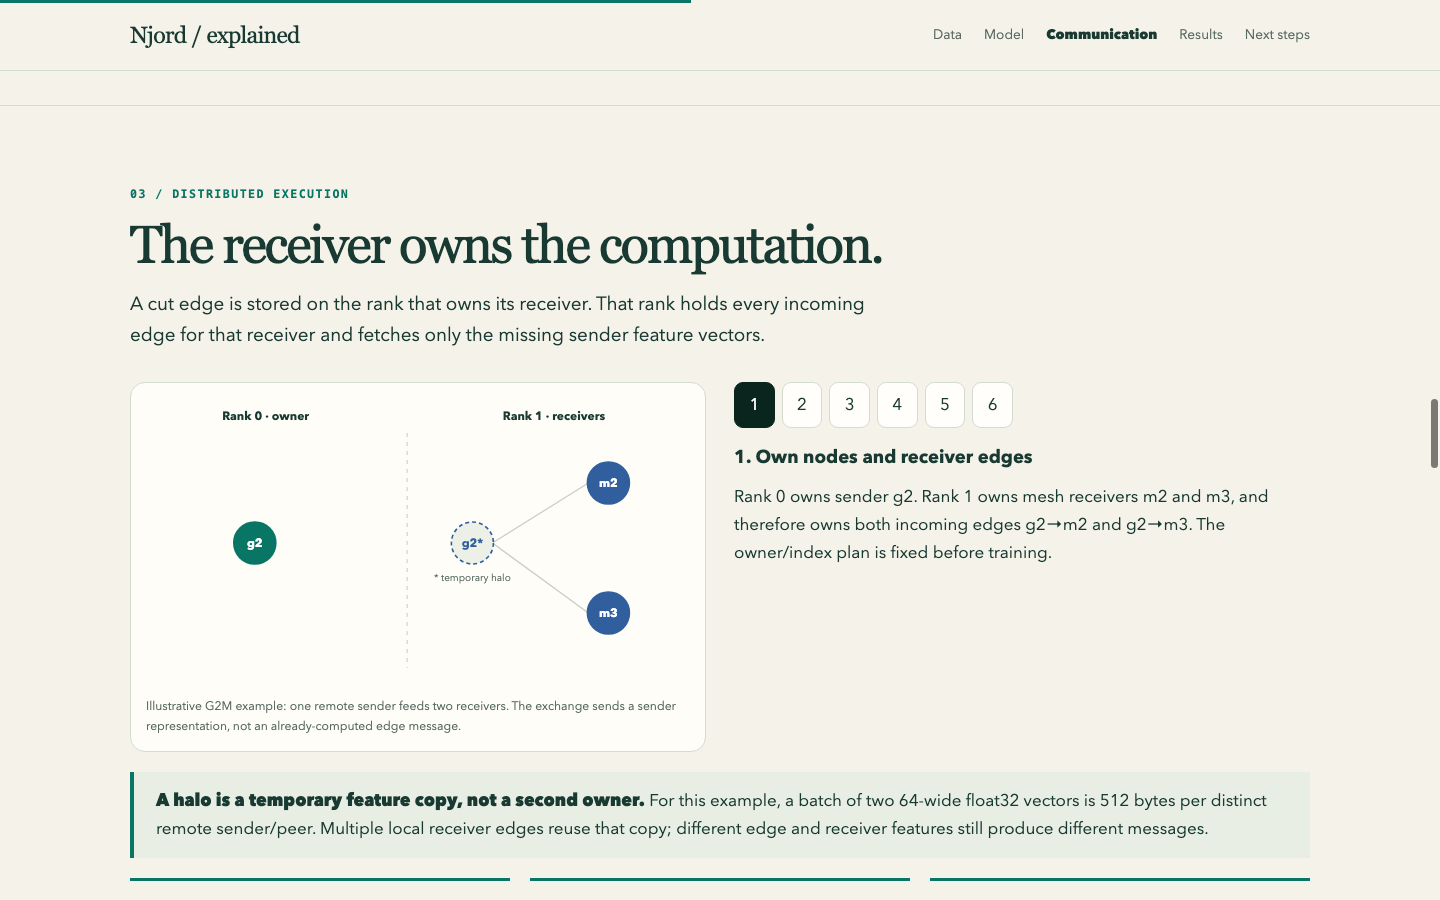 Njord / explained
Data Model Communication Results Next steps
03 / DISTRIBUTED EXECUTION
The receiver owns the computation.
A cut edge is stored on the rank that owns its receiver. That rank holds every incoming
edge for that receiver and fetches only the missing sender feature vectors.
Rank 0 · owner
Rank 1 · receivers
m2
g2
g2*
* temporary halo
m3
Illustrative G2M example: one remote sender feeds two receivers. The exchange sends a sender
representation, not an already-computed edge message.
1 2 3 4 5 6
1. Own nodes and receiver edges
Rank 0 owns sender g2. Rank 1 owns mesh receivers m2 and m3, and
therefore owns both incoming edges g2→m2 and g2→m3. The
owner/index plan is fixed before training.
A halo is a temporary feature copy, not a second owner. For this example, a batch of two 64-wide float32 vectors is 512 bytes per distinct
remote sender/peer. Multiple local receiver edges reuse that copy; different edge and receiver features still produce different messages.